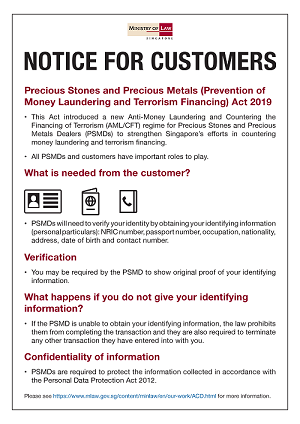 MINISTRY OF LAW
SINGAPORE
NOTICE FOR CUSTOMERS
Precious Stones and Precious Metals (Prevention of
Money Laundering and Terrorism Financing) Act 2019
• This Act introduced a new Anti-Money Laundering and Countering the
Financing of Terrorism (AML/CFT) regime for Precious Stones and Precious
Metals Dealers (PSMDs) to strengthen Singapore's efforts in countering
money laundering and terrorism financing.
• All PSMDs and customers have important roles to play.
What is needed from the customer?
• PSMDs will need to verify your identity by obtaining your identifying information
(personal particulars): NRIC number, passport number, occupation, nationality,
address, date of birth and contact number.
Verification
• You may be required by the PSMD to show original proof of your identifying
information.
What happens if you do not give your identifying
information?
• If the PSMD is unable to obtain your identifying information, the law prohibits
them from completing the transaction and they are also required to terminate
any other transaction they have entered into with you.
Confidentiality of information
• PSMDs are required to protect the information collected in accordance with
the Personal Data Protection Act 2012.
Please see https://www.mlaw.gov.sg/content/minlaw/en/our-work/ACD.html for more information.